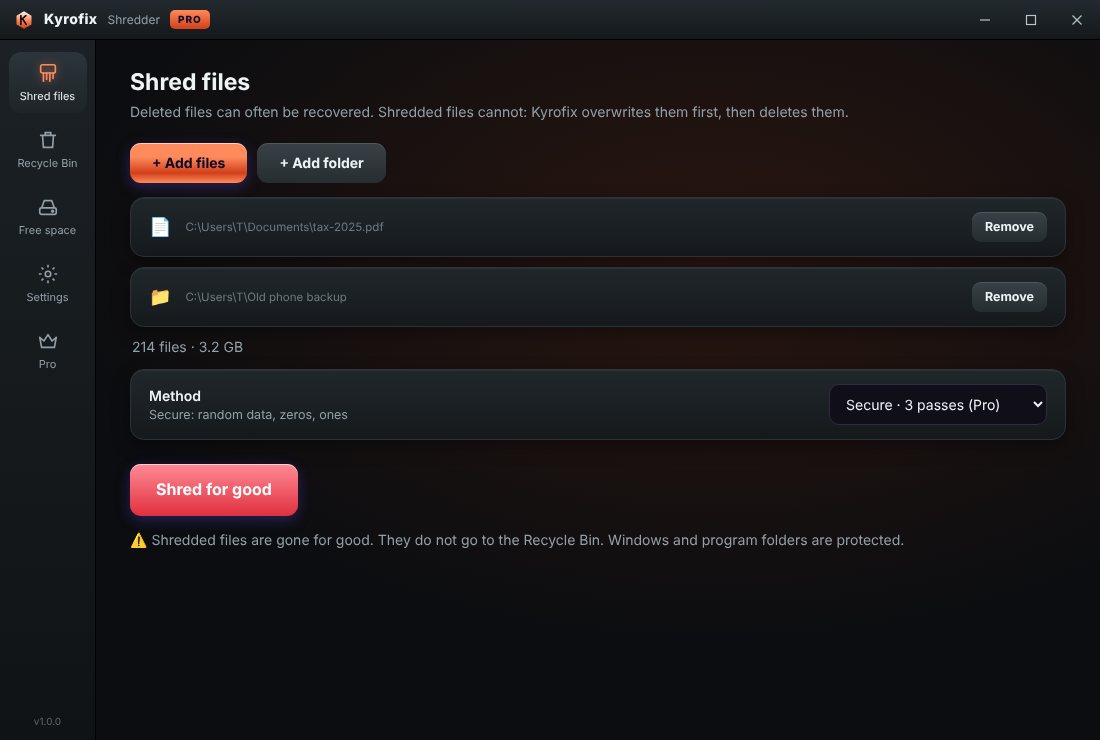 Kyrofix Shredder PRO
Shred files
Recycle Bin
Free space
Settings
Pro
v1.0.0
Shred files
Deleted files can often be recovered. Shredded files cannot: Kyrofix overwrites them first, then deletes them.
+ Add files
+ Add folder
C:\Users\T\Documents\tax-2025.pdf
Remove
C:\Users\T\Old phone backup
Remove
214 files · 3.2 GB
Method
Secure: random data, zeros, ones
Secure · 3 passes (Pro)
Shred for good
⚠️ Shredded files are gone for good. They do not go to the Recycle Bin. Windows and program folders are protected.